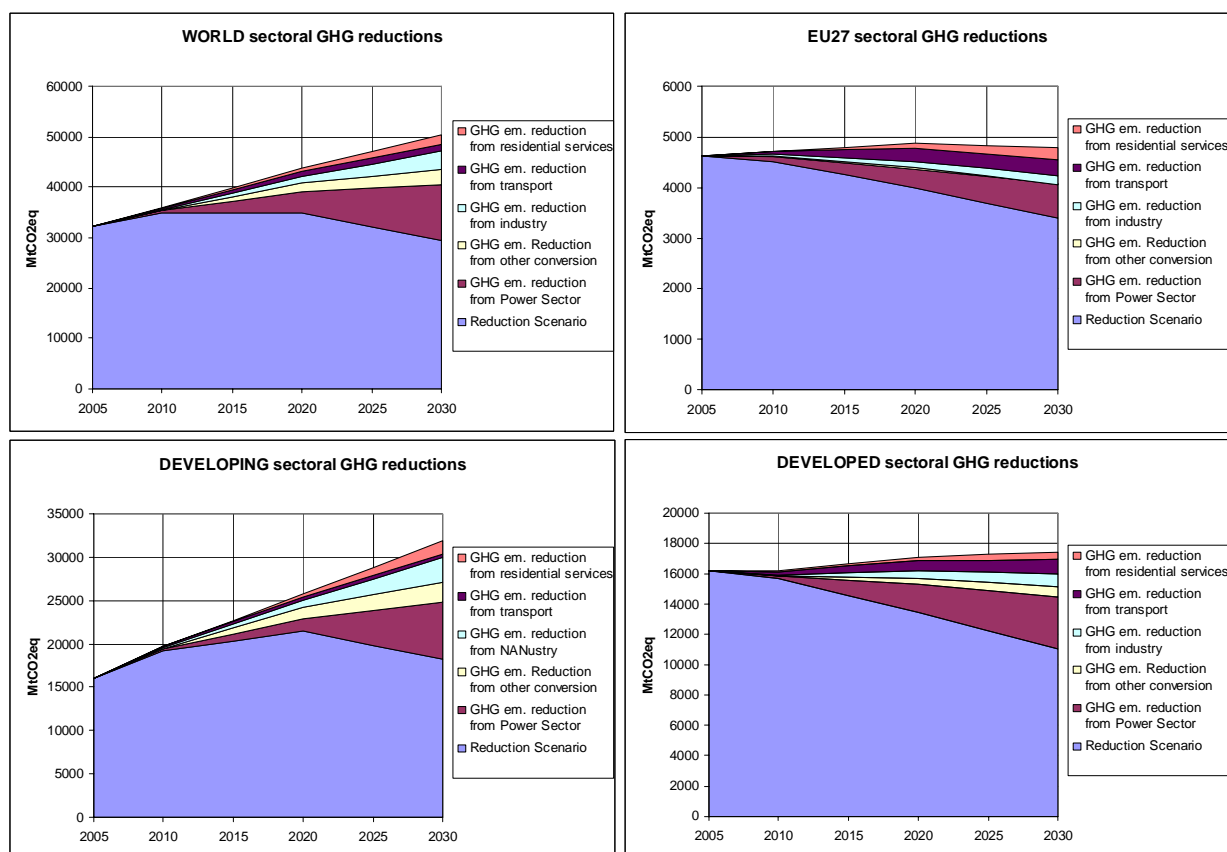 WORLD sectoral GHG reductions
MtCO2eq
60000
50000
40000
30000
20000
10000
0
2005 2010 2015 2020 2025 2030
GHG em. reduction
from residential services
GHG em. reduction
from transport
GHG em. reduction
from industry
GHG em. Reduction
from other conversion
GHG em. reduction
from Power Sector
Reduction Scenario
EU27 sectoral GHG reductions
MtCO2eq
6000
5000
4000
3000
2000
1000
0
2005 2010 2015 2020 2025 2030
GHG em. reduction
from residential services
GHG em. reduction
from transport
GHG em. reduction
from industry
GHG em. Reduction
from other conversion
GHG em. reduction
from Power Sector
Reduction Scenario
DEVELOPING sectoral GHG reductions
MtCO2eq
35000
30000
25000
20000
15000
10000
5000
0
2005 2010 2015 2020 2025 2030
GHG em. reduction
from residential services
GHG em. reduction
from transport
GHG em. reduction
from NANustry
GHG em. Reduction
from other conversion
GHG em. reduction
from Power Sector
Reduction Scenario
DEVELOPED sectoral GHG reductions
MtCO2eq
20000
18000
16000
14000
12000
10000
8000
6000
4000
2000
0
2005 2010 2015 2020 2025 2030
GHG em. reduction
from residential services
GHG em. reduction
from transport
GHG em. reduction
from industry
GHG em. Reduction
from other conversion
GHG em. reduction
from Power Sector
Reduction Scenario